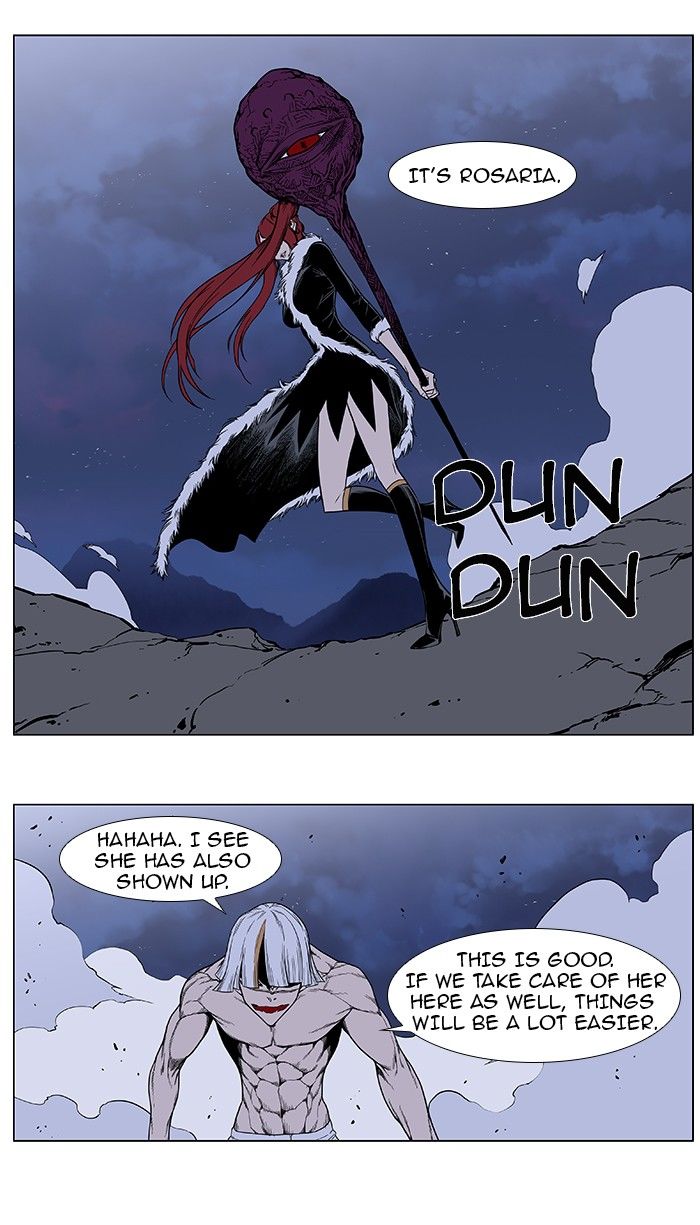 IT'S ROSARIA.
DUN
DUN
HAHAHA. I SEE
SHE HAS ALSO
SHOWN UP.
THIS IS GOOD.
IF WE TAKE CARE OF HER
HERE AS WELL, THINGS
WILL BE A LOT EASIER.